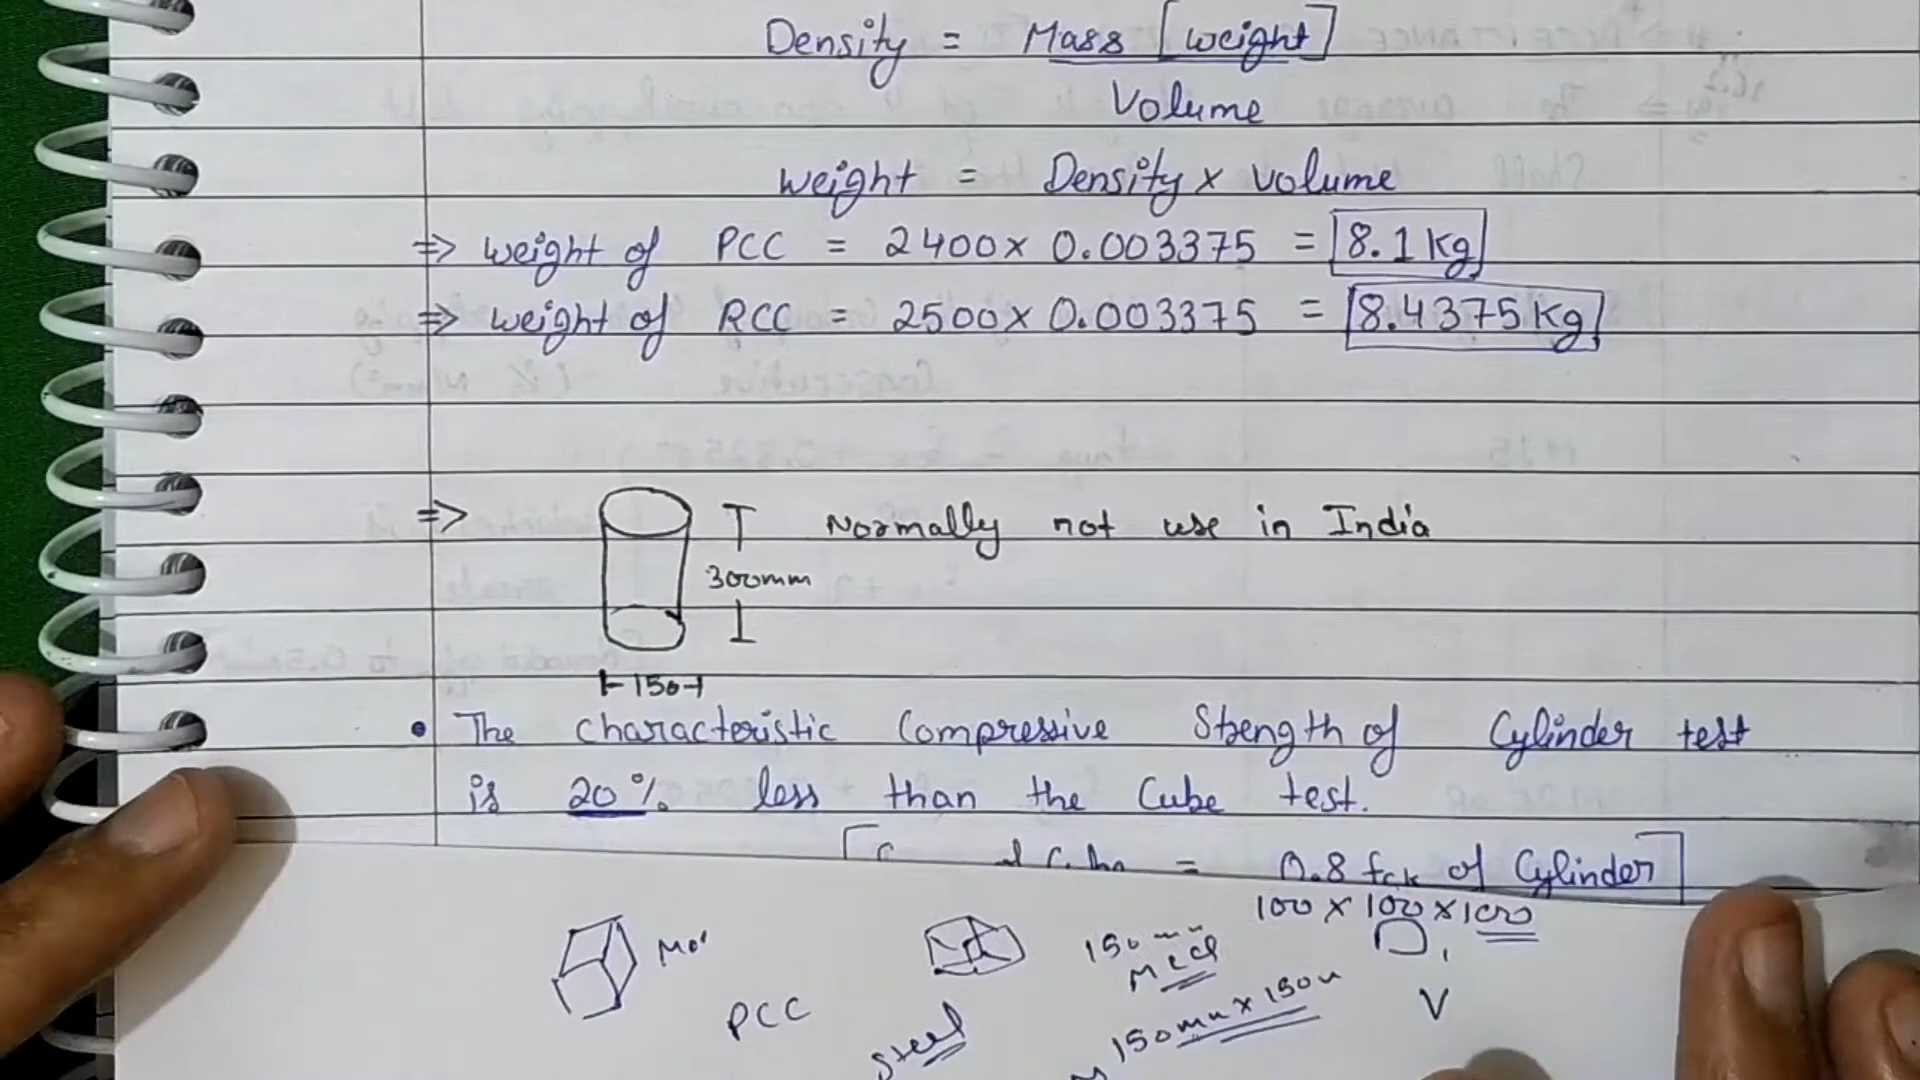 Density = Mass [weight]
Volume
weight = Density x volume
⇒ weight of PCC = 2400 x 0.003375 = 8.1 kg
⇒ weight of RCC = 2500 x 0.003375 = 8.4375 kg
⇒ Normally not use in India
300mm
150
• The characteristic Compressive Strength of Cylinder test
is 20% less than the Cube test.
= 0.8 fck of Cylinder]
100 x 100 x 100
150
PCC
Steel
150mm x 150
V